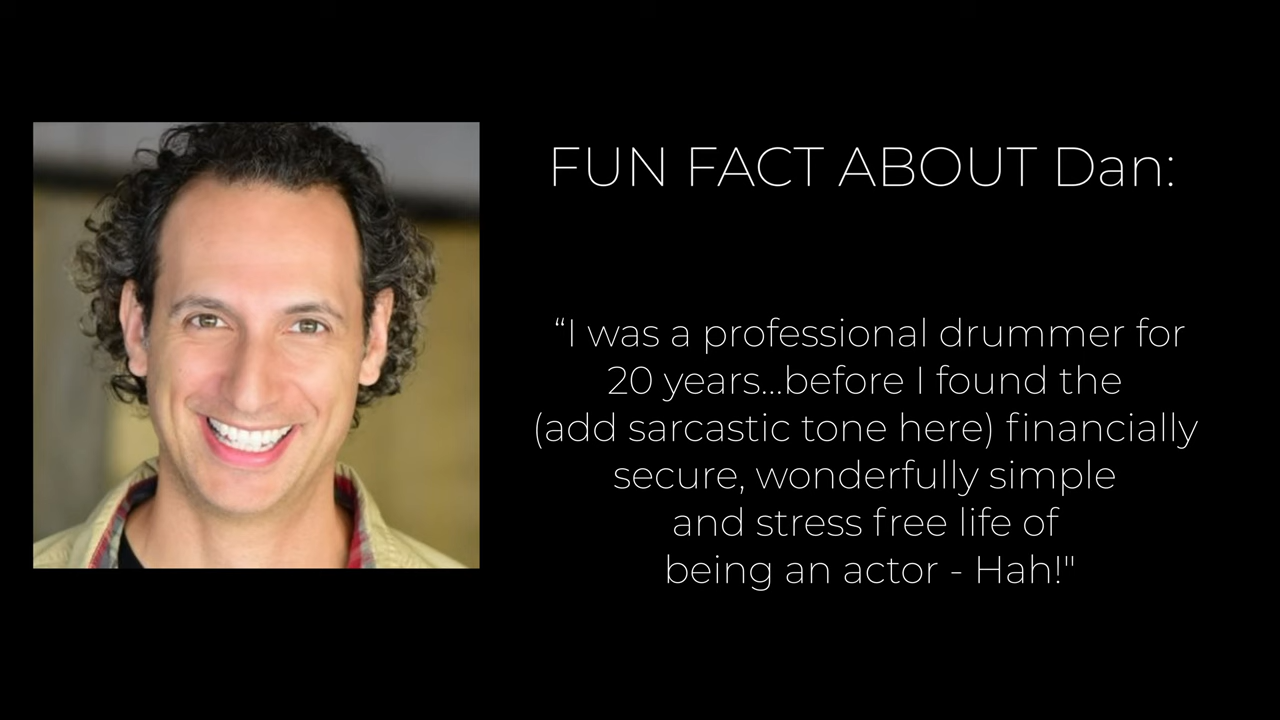 FUN FACT ABOUT Dan:
“I was a professional drummer for
20 years...before I found the
(add sarcastic tone here) financially
secure, wonderfully simple
and stress free life of
being an actor - Hah!"